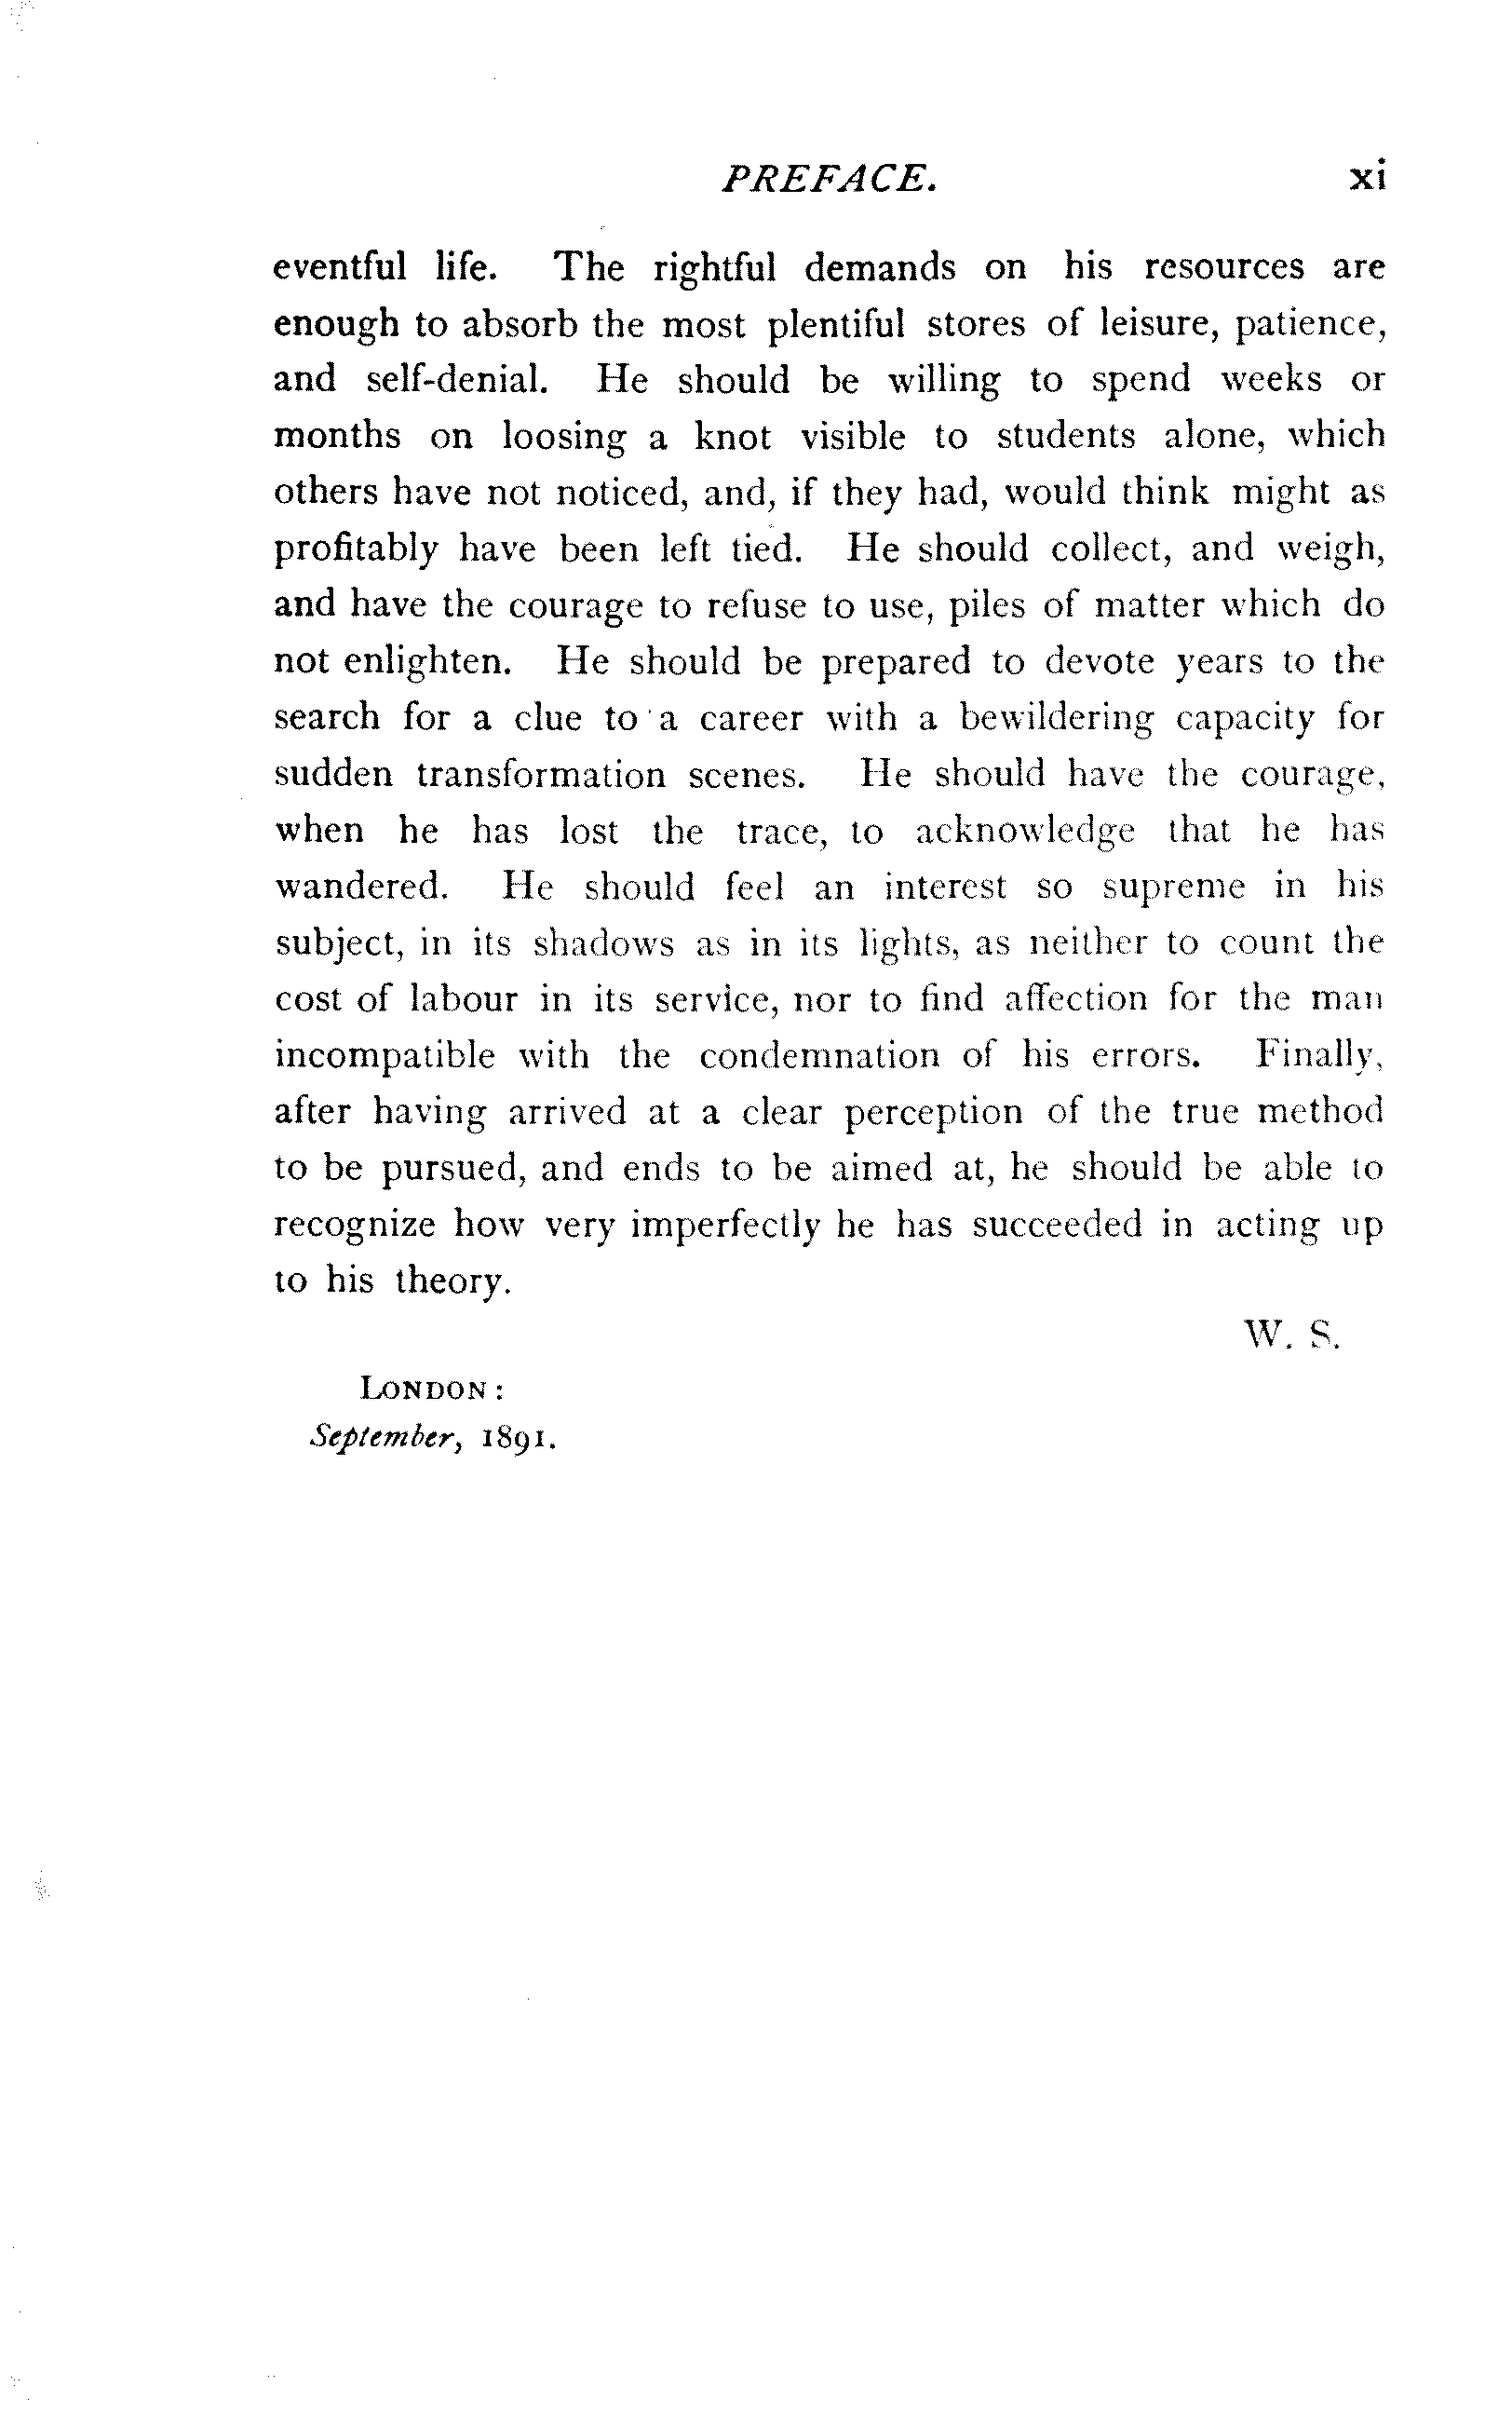 PREFACE. xi
eventful life. The rightful demands on his resources are
enough to absorb the most plentiful stores of leisure, patience,
and self-denial. He should be willing to spend weeks or
months on loosing a knot visible to students alone, which
others have not noticed, and, if they had, would think might as
profitably have been left tied. He should collect, and weigh,
and have the courage to refuse to use, piles of matter which do
not enlighten. He should be prepared to devote years to the
search for a clue to a career with a bewildering capacity for
sudden transformation scenes. He should have the courage,
when he has lost the trace, to acknowledge that he has
wandered. He should feel an interest so supreme in his
subject, in its shadows as in its lights, as neither to count the
cost of labour in its service, nor to find affection for the man
incompatible with the condemnation of his errors. Finally,
after having arrived at a clear perception of the true method
to be pursued, and ends to be aimed at, he should be able to
recognize how very imperfectly he has succeeded in acting up
to his theory.
W. S.
LONDON:
September, 1891.